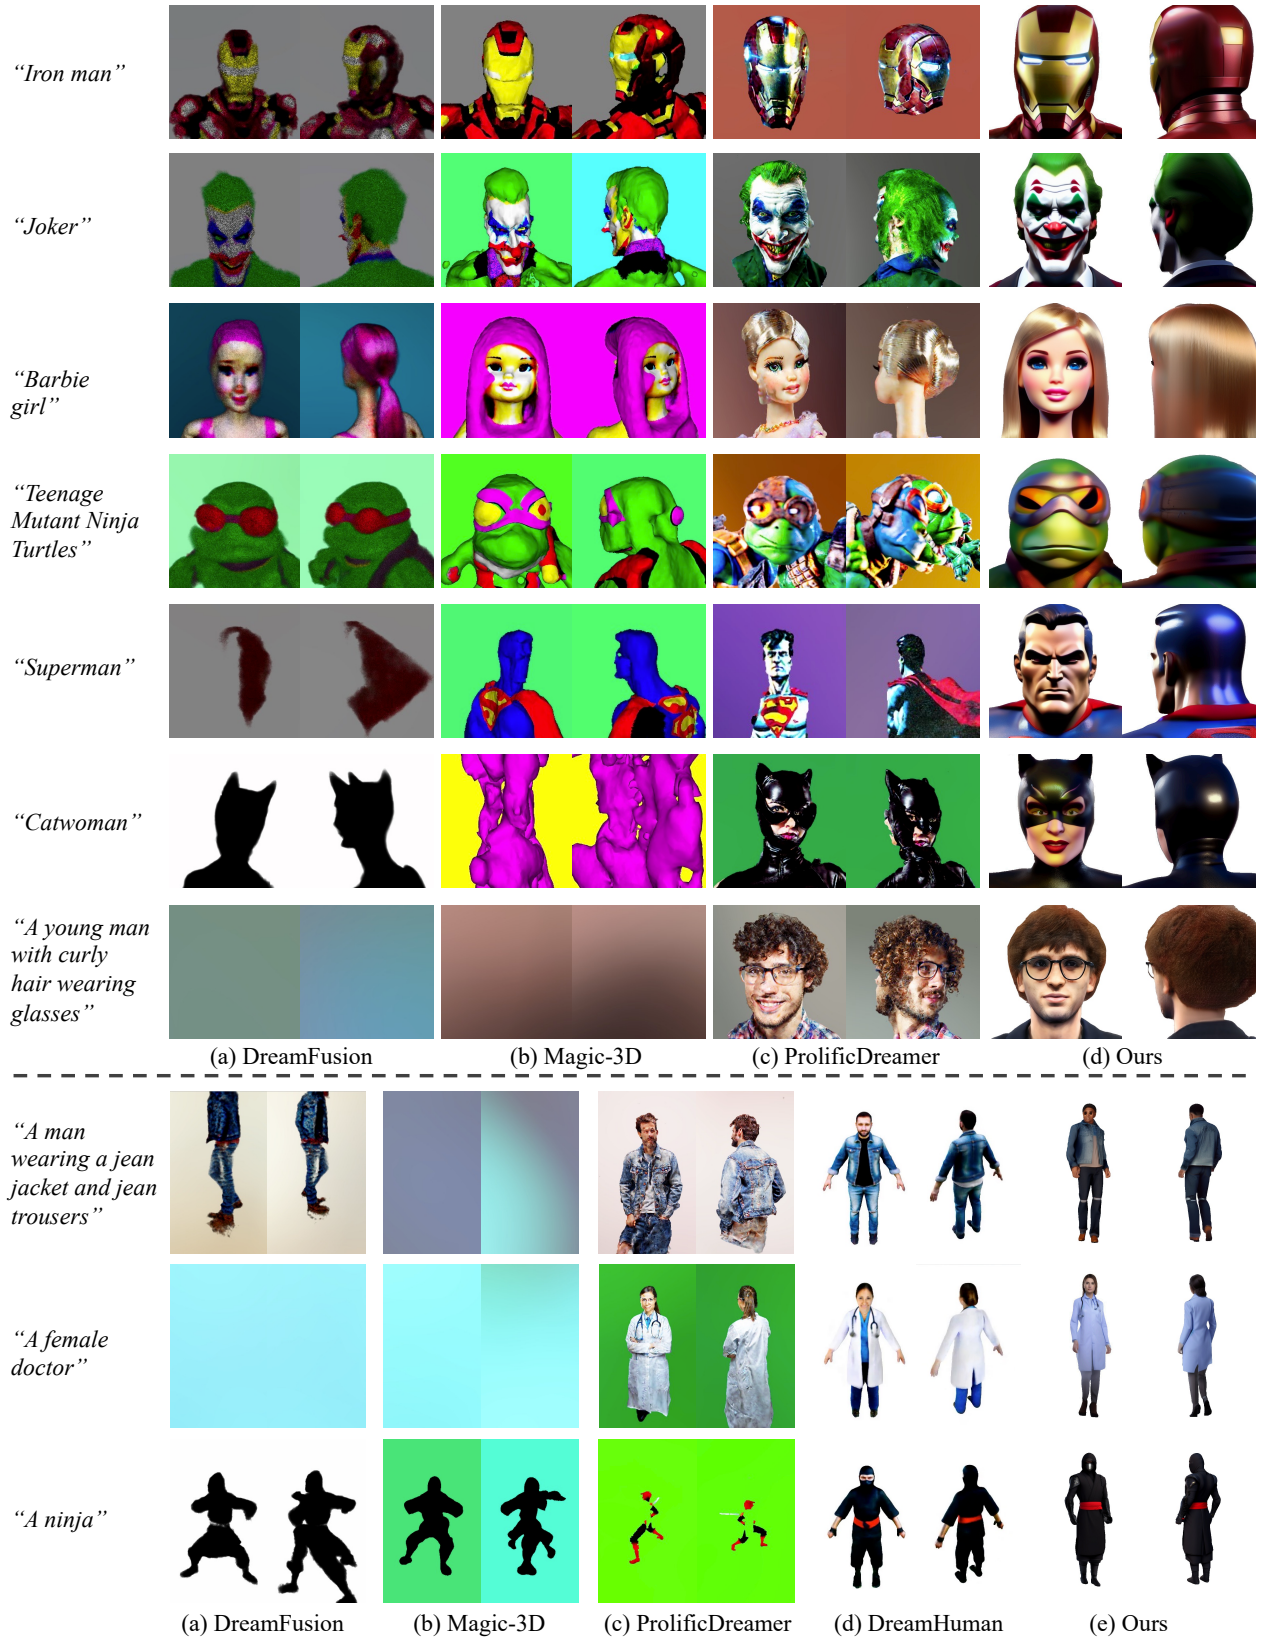 “Iron man”
“Joker”
“Barbie
girl”
“Teenage
Mutant Ninja
Turtles”
“Superman”
“Catwoman”
“A young man
with curly
hair wearing
glasses”
(a) DreamFusion
(b) Magic-3D
(c) ProlificDreamer
(d) Ours
“A man
wearing a jean
jacket and jean
trousers”
“A female
doctor”
“A ninja”
(a) DreamFusion
(b) Magic-3D
(c) ProlificDreamer
(d) DreamHuman
(e) Ours